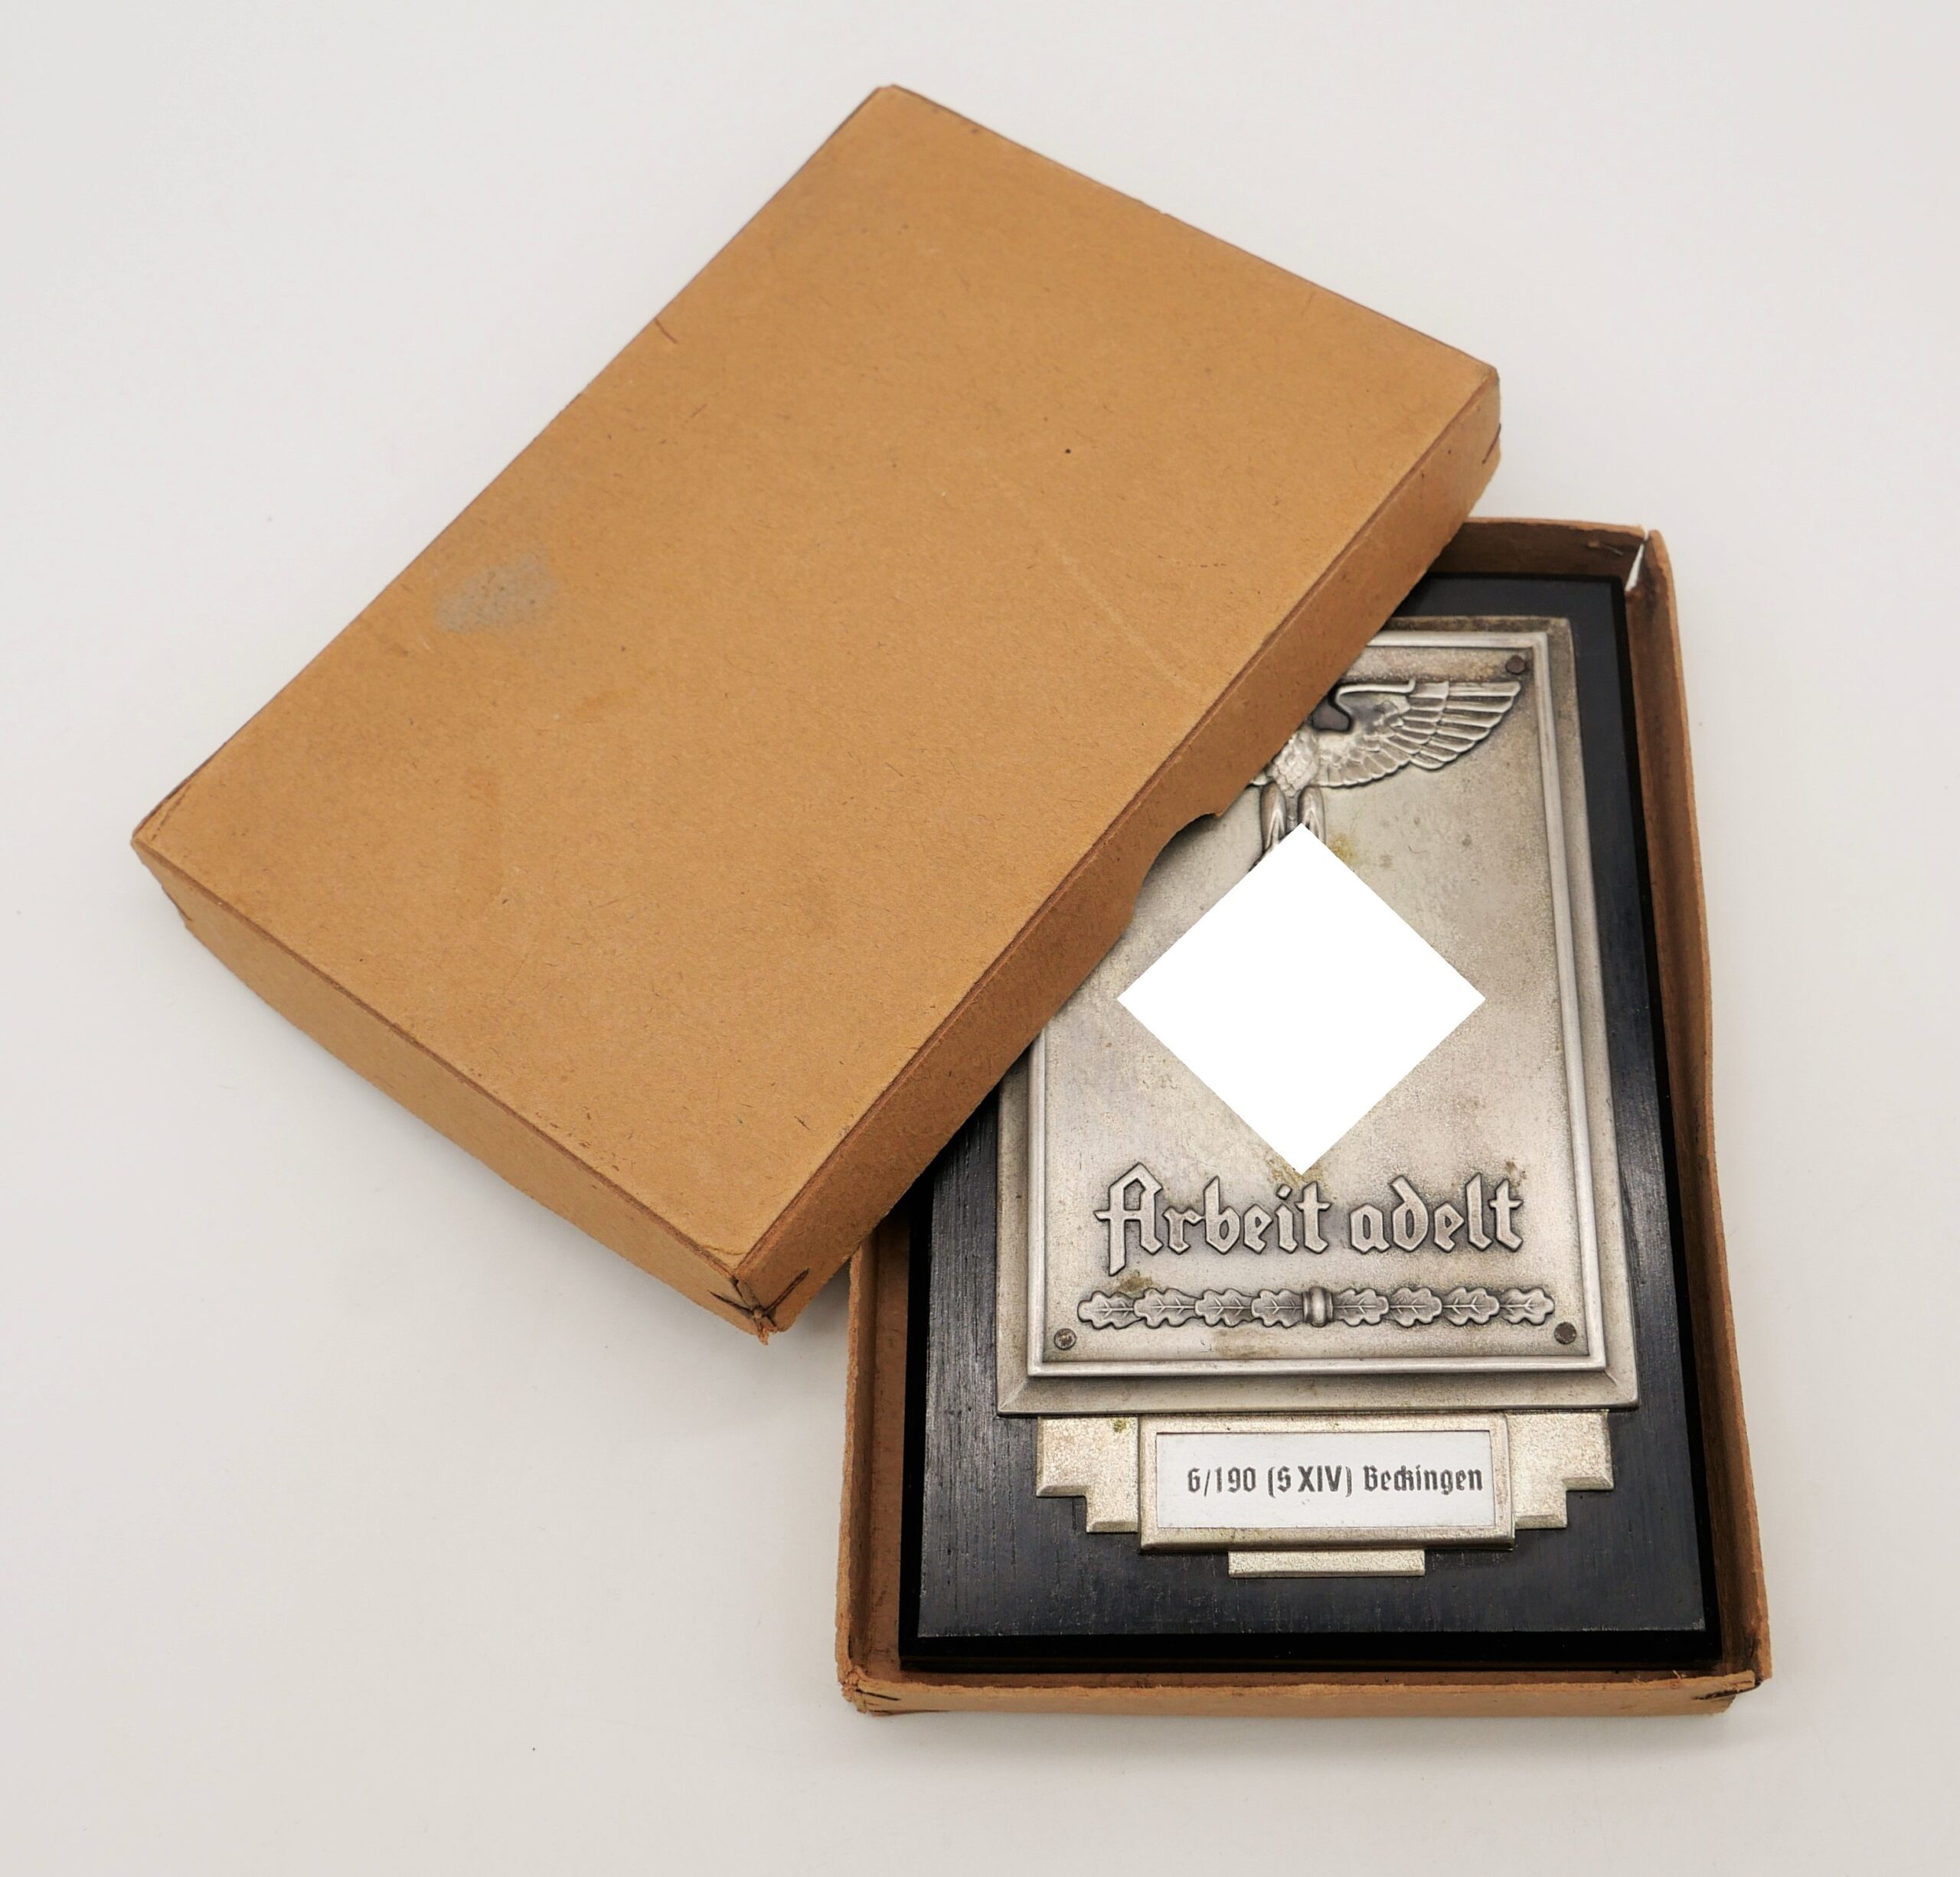 Arbeit adelt
6/190 (S XIV) Beckingen